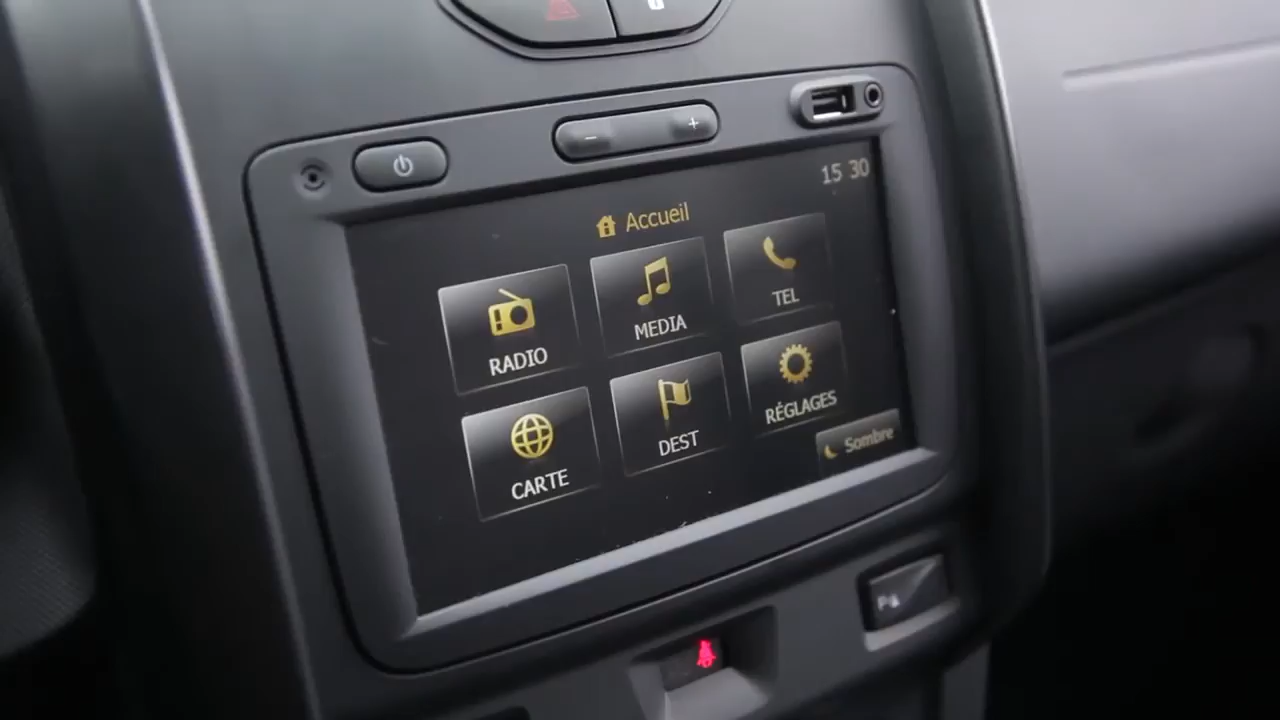 15 30
Accueil
RADIO
MEDIA
TEL
CARTE
DEST
RÉGLAGES
Sombre